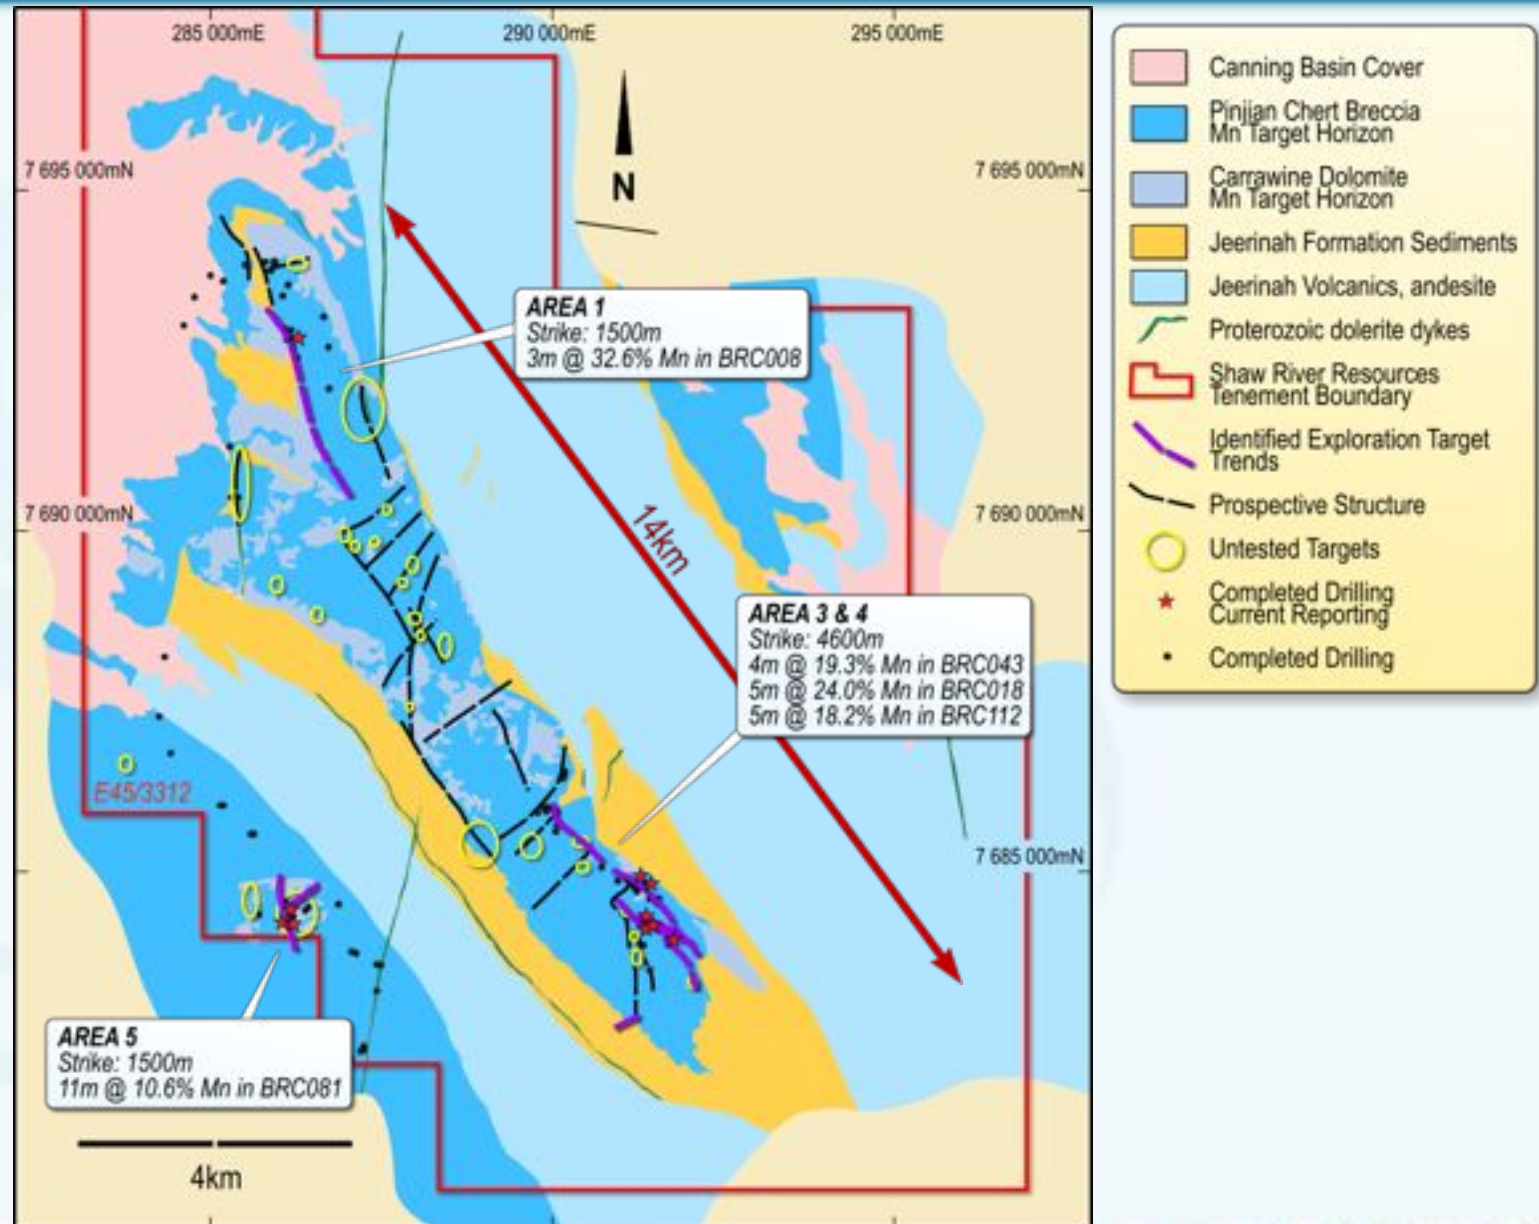 285 000mE
290 000mE
295 000mE
7 695 000mN
7 695 000mN
N
AREA 1
Strike: 1500m
3m @ 32.6% Mn in BRC008
7 690 000mN
7 690 000mN
14km
AREA 3 & 4
Strike: 4600m
4m @ 19.3% Mn in BRC043
5m @ 24.0% Mn in BRC018
5m @ 18.2% Mn in BRC112
E45/3312
7 685 000mN
AREA 5
Strike: 1500m
11m @ 10.6% Mn in BRC081
4km
Canning Basin Cover
Pinjian Chert Breccia
Mn Target Horizon
Carrawine Dolomite
Mn Target Horizon
Jeerinah Formation Sediments
Jeerinah Volcanics, andesite
Proterozoic dolerite dykes
Shaw River Resources
Tenement Boundary
Identified Exploration Target
Trends
Prospective Structure
Untested Targets
Completed Drilling
Current Reporting
Completed Drilling